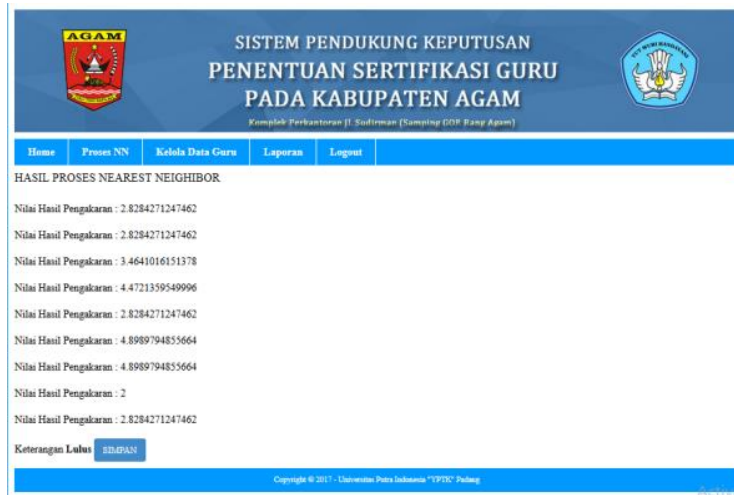 AGAM
SISTEM PENDUKUNG KEPUTUSAN
PENENTUAN SERTIFIKASI GURU
PADA KABUPATEN AGAM
Komplek Perkantoran Jl. Sudirman (Samping GOR Rang Agam)
TUT WURI HANDAYANI
Home Proses NN Kelola Data Guru Laporan Logout
HASIL PROSES NEAREST NEIGHIBOR
Nilai Hasil Pengakaran : 2.8284271247462
Nilai Hasil Pengakaran : 2.8284271247462
Nilai Hasil Pengakaran : 3.4641016151378
Nilai Hasil Pengakaran : 4.4721359549996
Nilai Hasil Pengakaran : 2.8284271247462
Nilai Hasil Pengakaran : 4.8989794855664
Nilai Hasil Pengakaran : 4.8989794855664
Nilai Hasil Pengakaran : 2
Nilai Hasil Pengakaran : 2.8284271247462
Keterangan Lulus SIMPAN
Copyright © 2017 - Universitas Putra Indonesia "YPTK" Padang